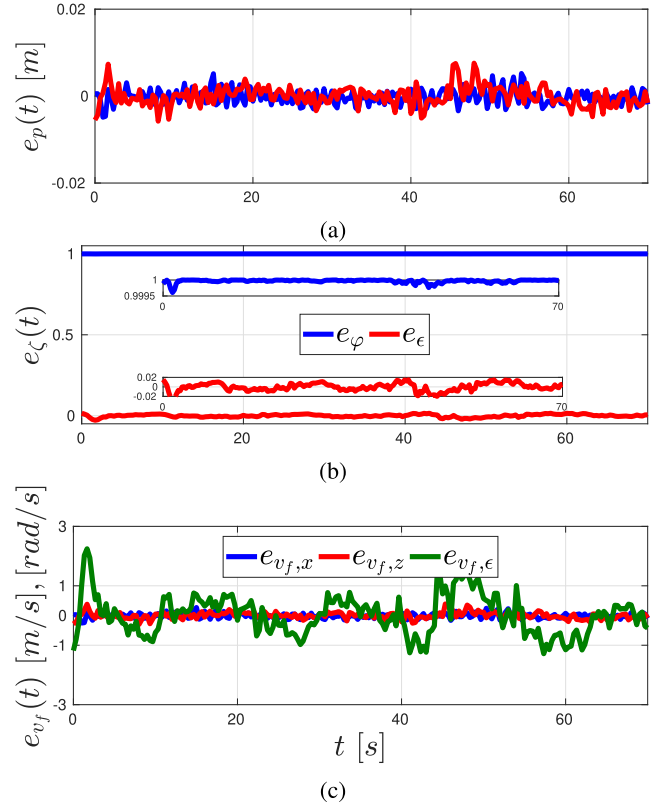 0.02
e_p(t) [m]
0
-0.02
0 20 40 60
(a)
1
e_ζ(t)
1
0.9995
0 70
0.5
e_φ e_ϵ
0.02
0
-0.02
0 70
0
0 20 40 60
(b)
3
e_{v_f}(t) [m/s],[rad/s]
e_{v_f,x} e_{v_f,z} e_{v_f,ϵ}
1
0
-1
-3
0 20 40 60
t [s]
(c)